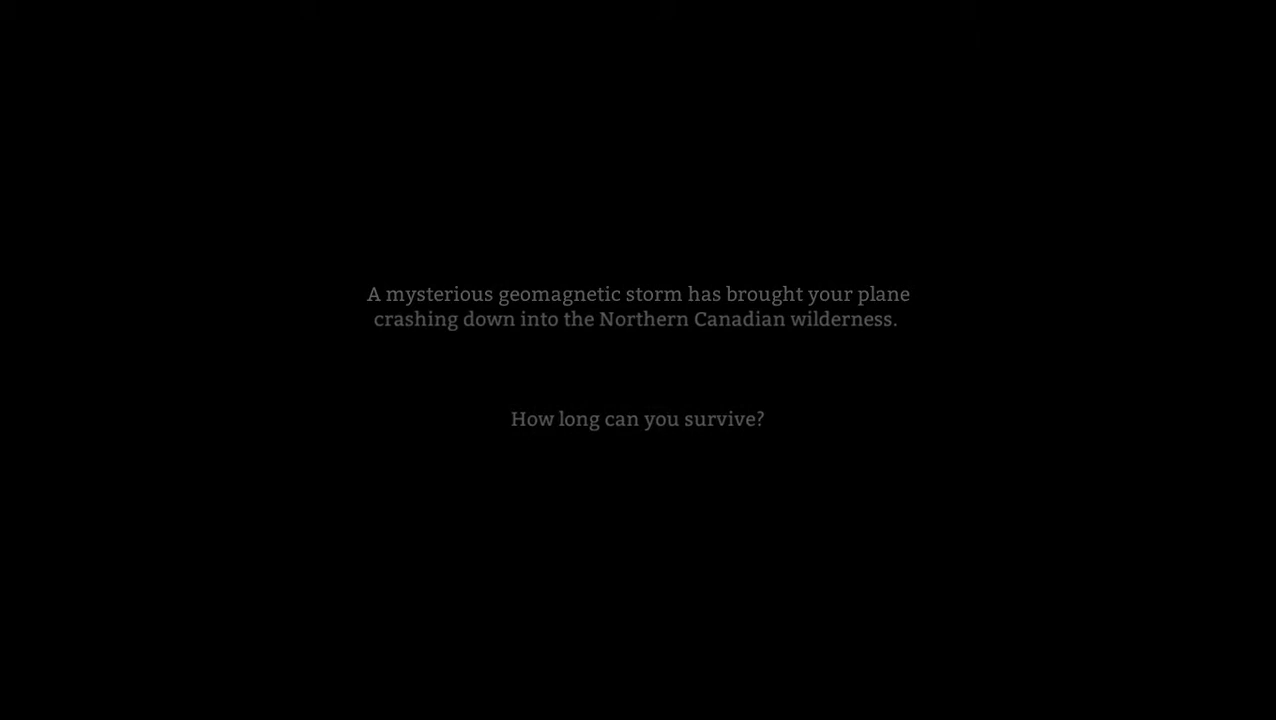 A mysterious geomagnetic storm has brought your plane
crashing down into the Northern Canadian wilderness.
How long can you survive?